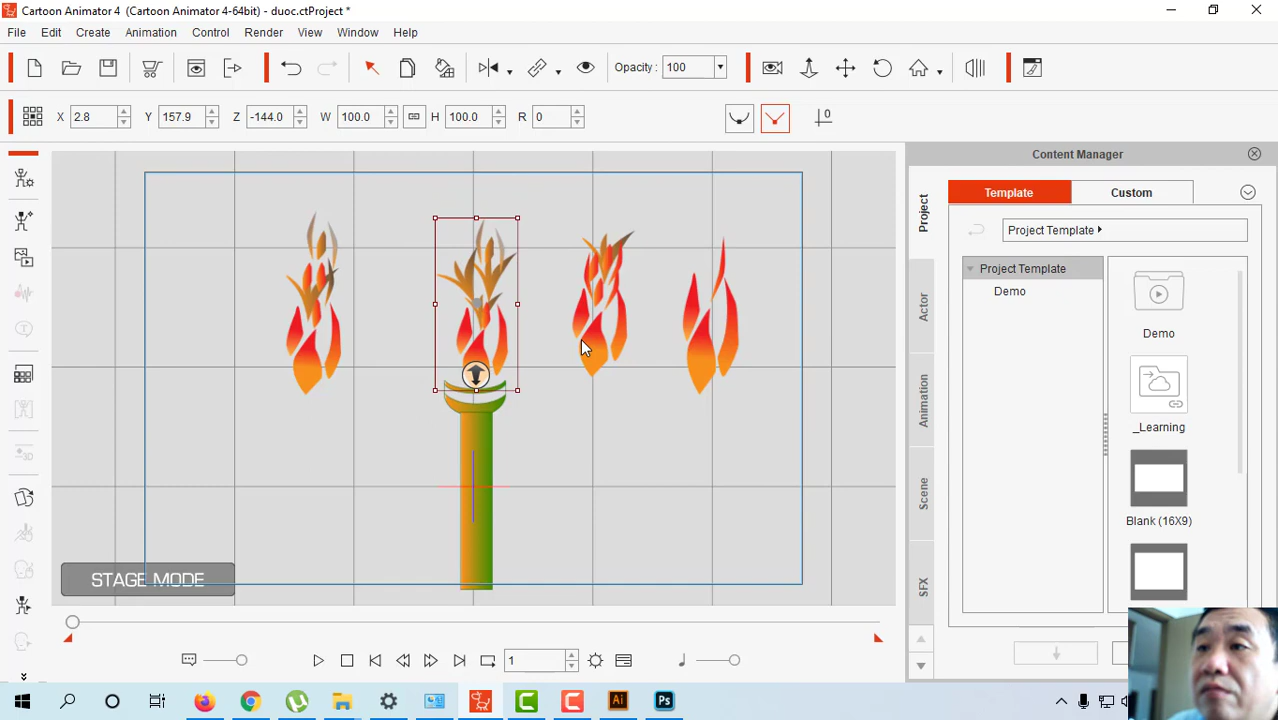 Cartoon Animator 4 (Cartoon Animator 4-64bit) - duoc.ctProject *
File Edit Create Animation Control Render View Window Help
Opacity : 100
X 2.8 Y 157.9 Z -144.0 W 100.0 H 100.0 R 0
0
Content Manager
Project
Actor
Animation
Scene
SFX
Template Custom
Project Template
Project Template
Demo
Demo
_Learning
Blank (16X9)
STAGE MODE
1
Ai Ps